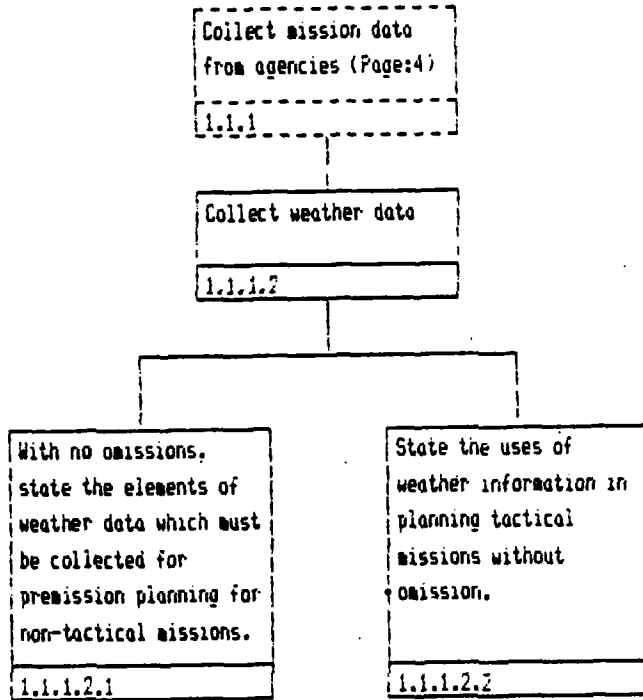 Collect mission data
from agencies (Page:4)
1.1.1
Collect weather data
1.1.1.2
With no omissions,
state the elements of
weather data which must
be collected for
premission planning for
non-tactical missions.
1.1.1.2.1
State the uses of
weather information in
planning tactical
missions without
omission.
1.1.1.2.2